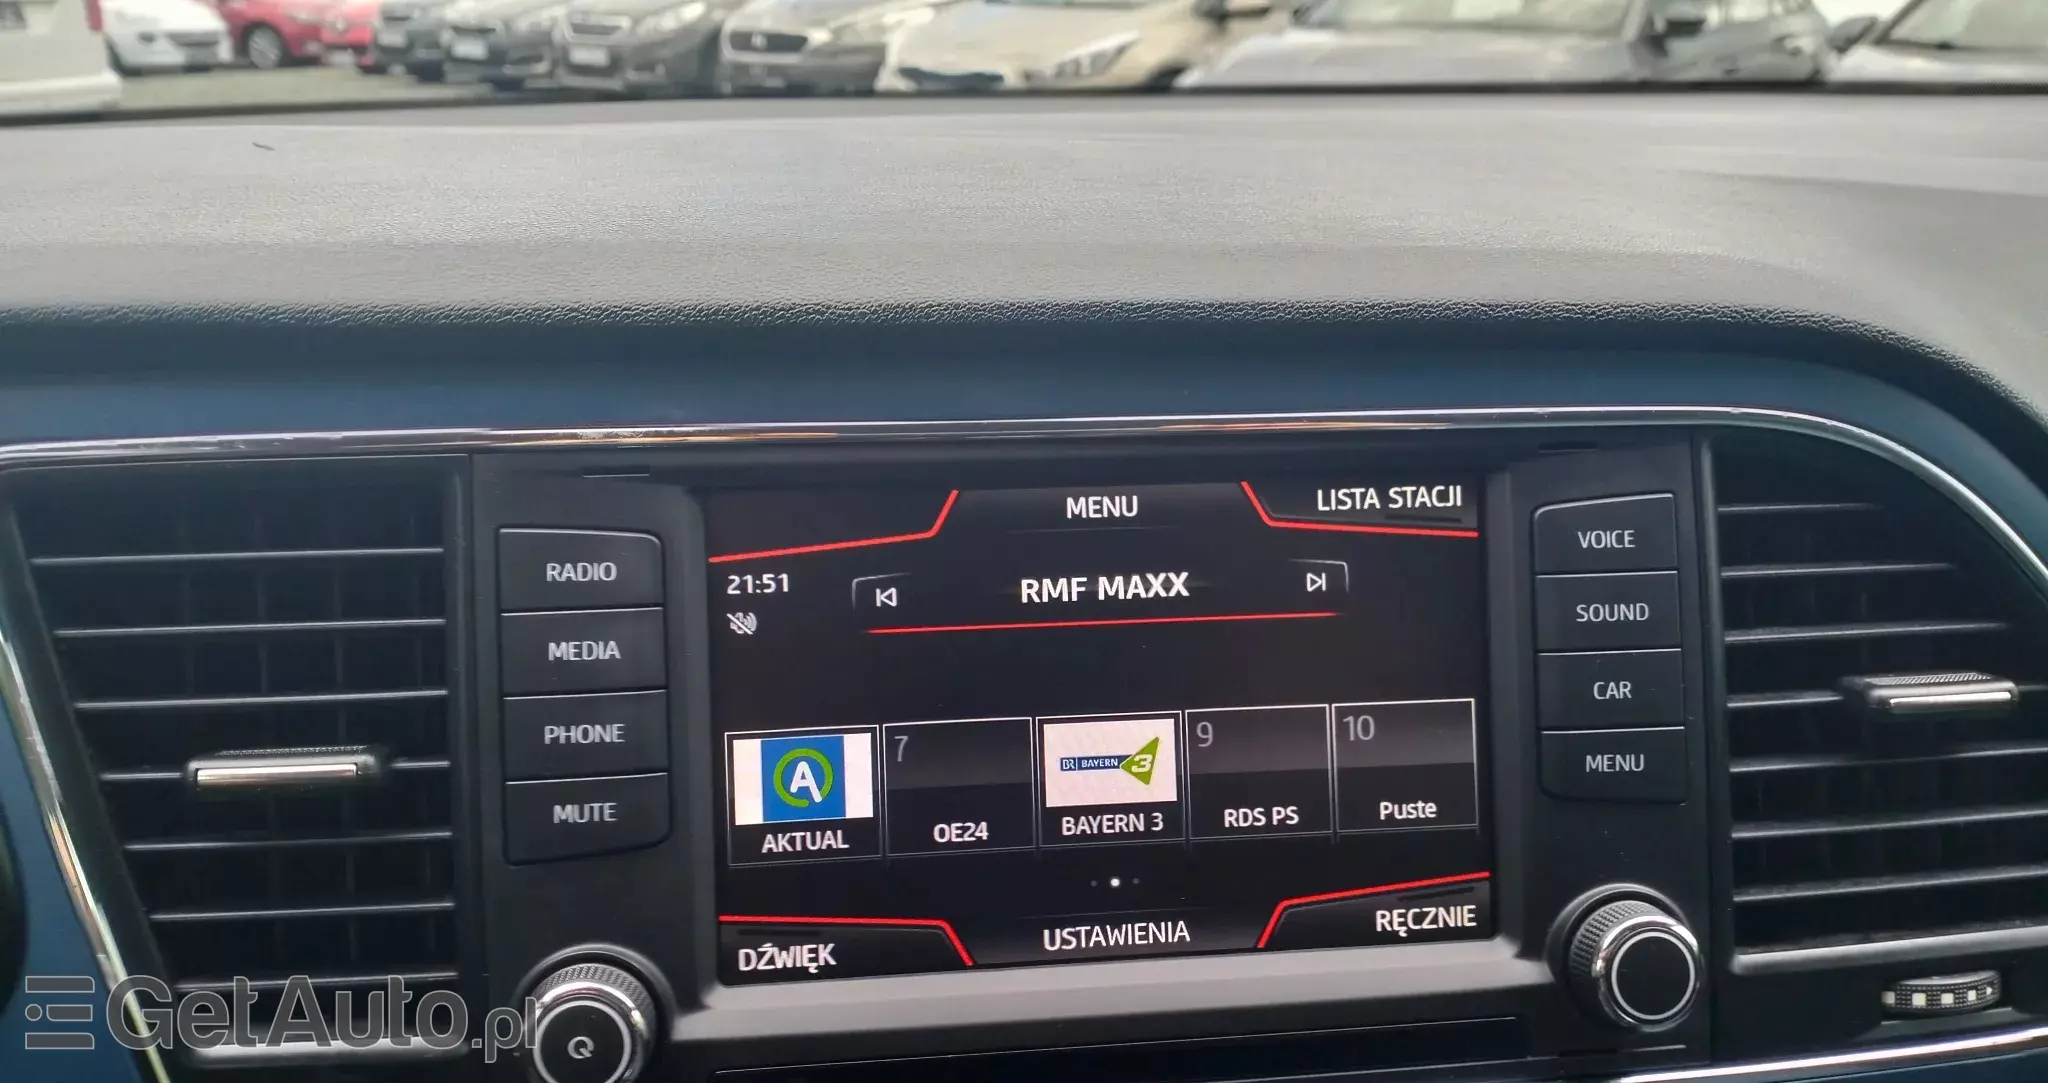 MENU
LISTA STACJI
21:51
RMF MAXX
RADIO
MEDIA
PHONE
MUTE
VOICE
SOUND
CAR
MENU
A
AKTUAL
7
OE24
BR BAYERN 3
BAYERN 3
9
RDS PS
10
Puste
DŹWIĘK
USTAWIENIA
RĘCZNIE
GetAuto.pl